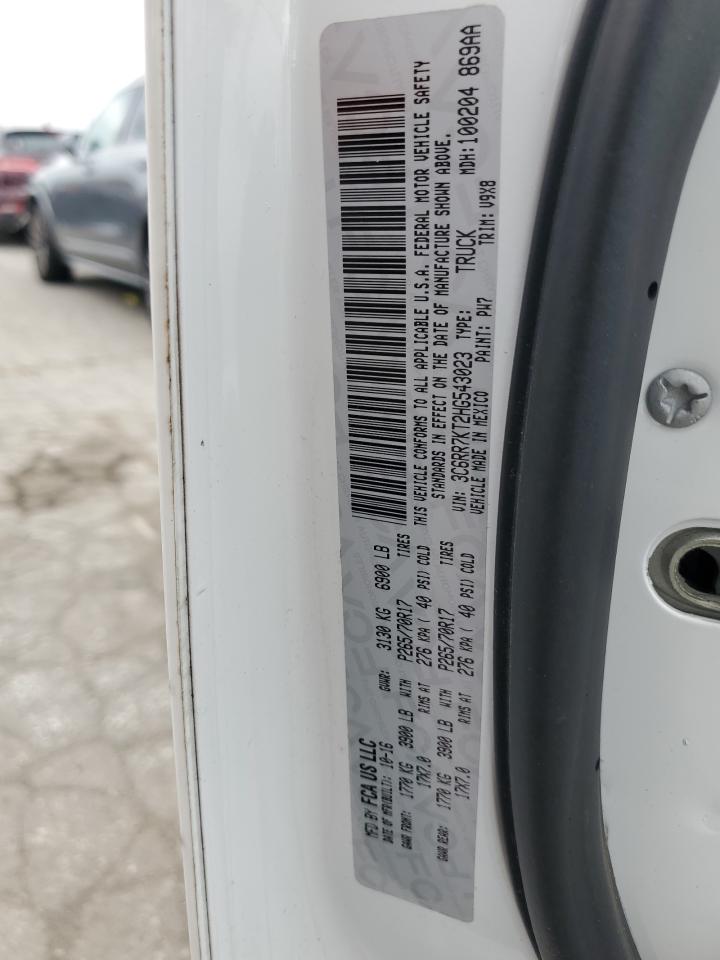 MFD BY FCA US LLC
DATE OF MFR(BUILT): 10-16 GVWR: 3130 KG 6900 LB
GAWR FRONT: 1770 KG 3900 LB WITH P265/70R17 TIRES
17X7.0 RIMS AT 276 KPA ( 40 PSI) COLD
GAWR REAR: 1770 KG 3900 LB WITH P265/70R17 TIRES
17X7.0 RIMS AT 276 KPA ( 40 PSI) COLD
THIS VEHICLE CONFORMS TO ALL APPLICABLE U.S.A. FEDERAL MOTOR VEHICLE SAFETY
STANDARDS IN EFFECT ON THE DATE OF MANUFACTURE SHOWN ABOVE.
VIN: 3C6RR7KT2HG543023 TYPE: TRUCK MDH:100204 869AA
VEHICLE MADE IN MEXICO PAINT: PW7 TRIM: V9X8